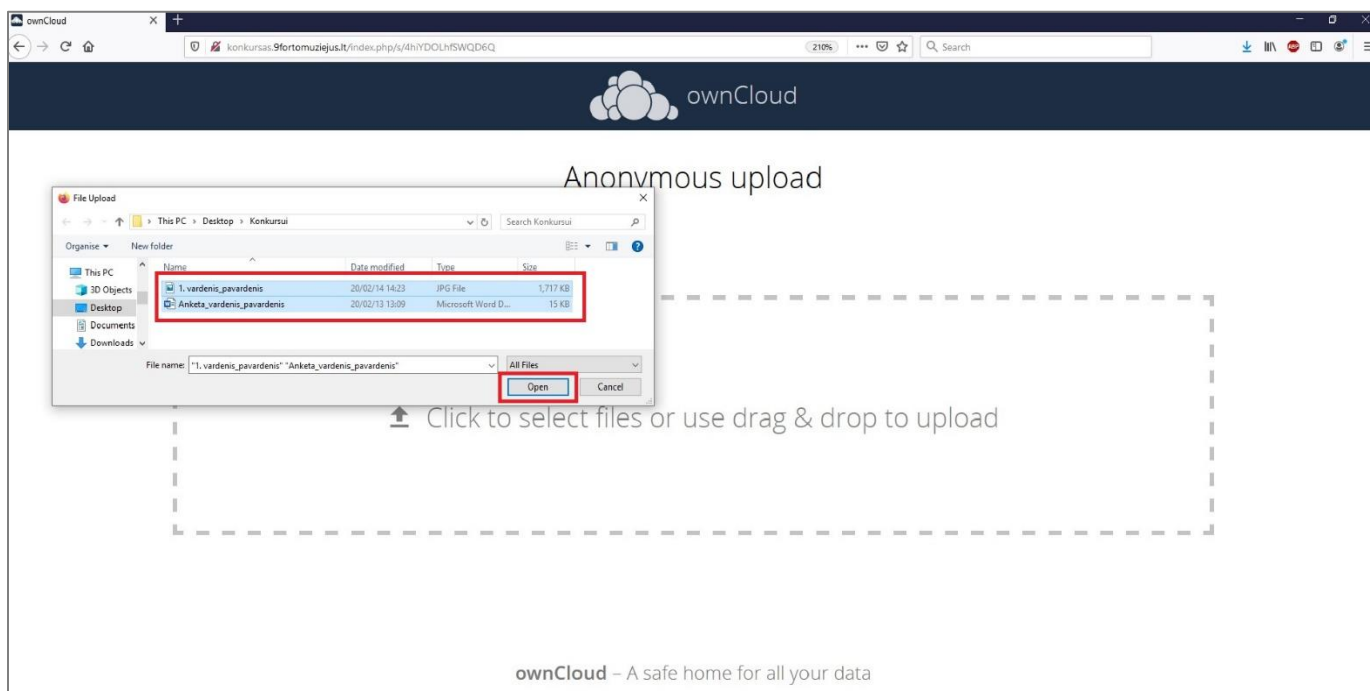 ownCloud
konkursas.9fortomuziejus.lt/index.php/s/4hiYDOLhfSWQD6Q 210% Search
ownCloud
Anonymous upload
File Upload
This PC > Desktop > Konkursui Search Konkursui
Organise New folder
Name Date modified Type Size
1. vardenis_pavardenis 20/02/14 14:23 JPG File 1,717 KB
Anketa_vardenis_pavardenis 20/02/13 13:09 Microsoft Word D... 15 KB
This PC
3D Objects
Desktop
Documents
Downloads
File name: "1. vardenis_pavardenis" "Anketa_vardenis_pavardenis" All Files
Open Cancel
Click to select files or use drag & drop to upload
ownCloud – A safe home for all your data